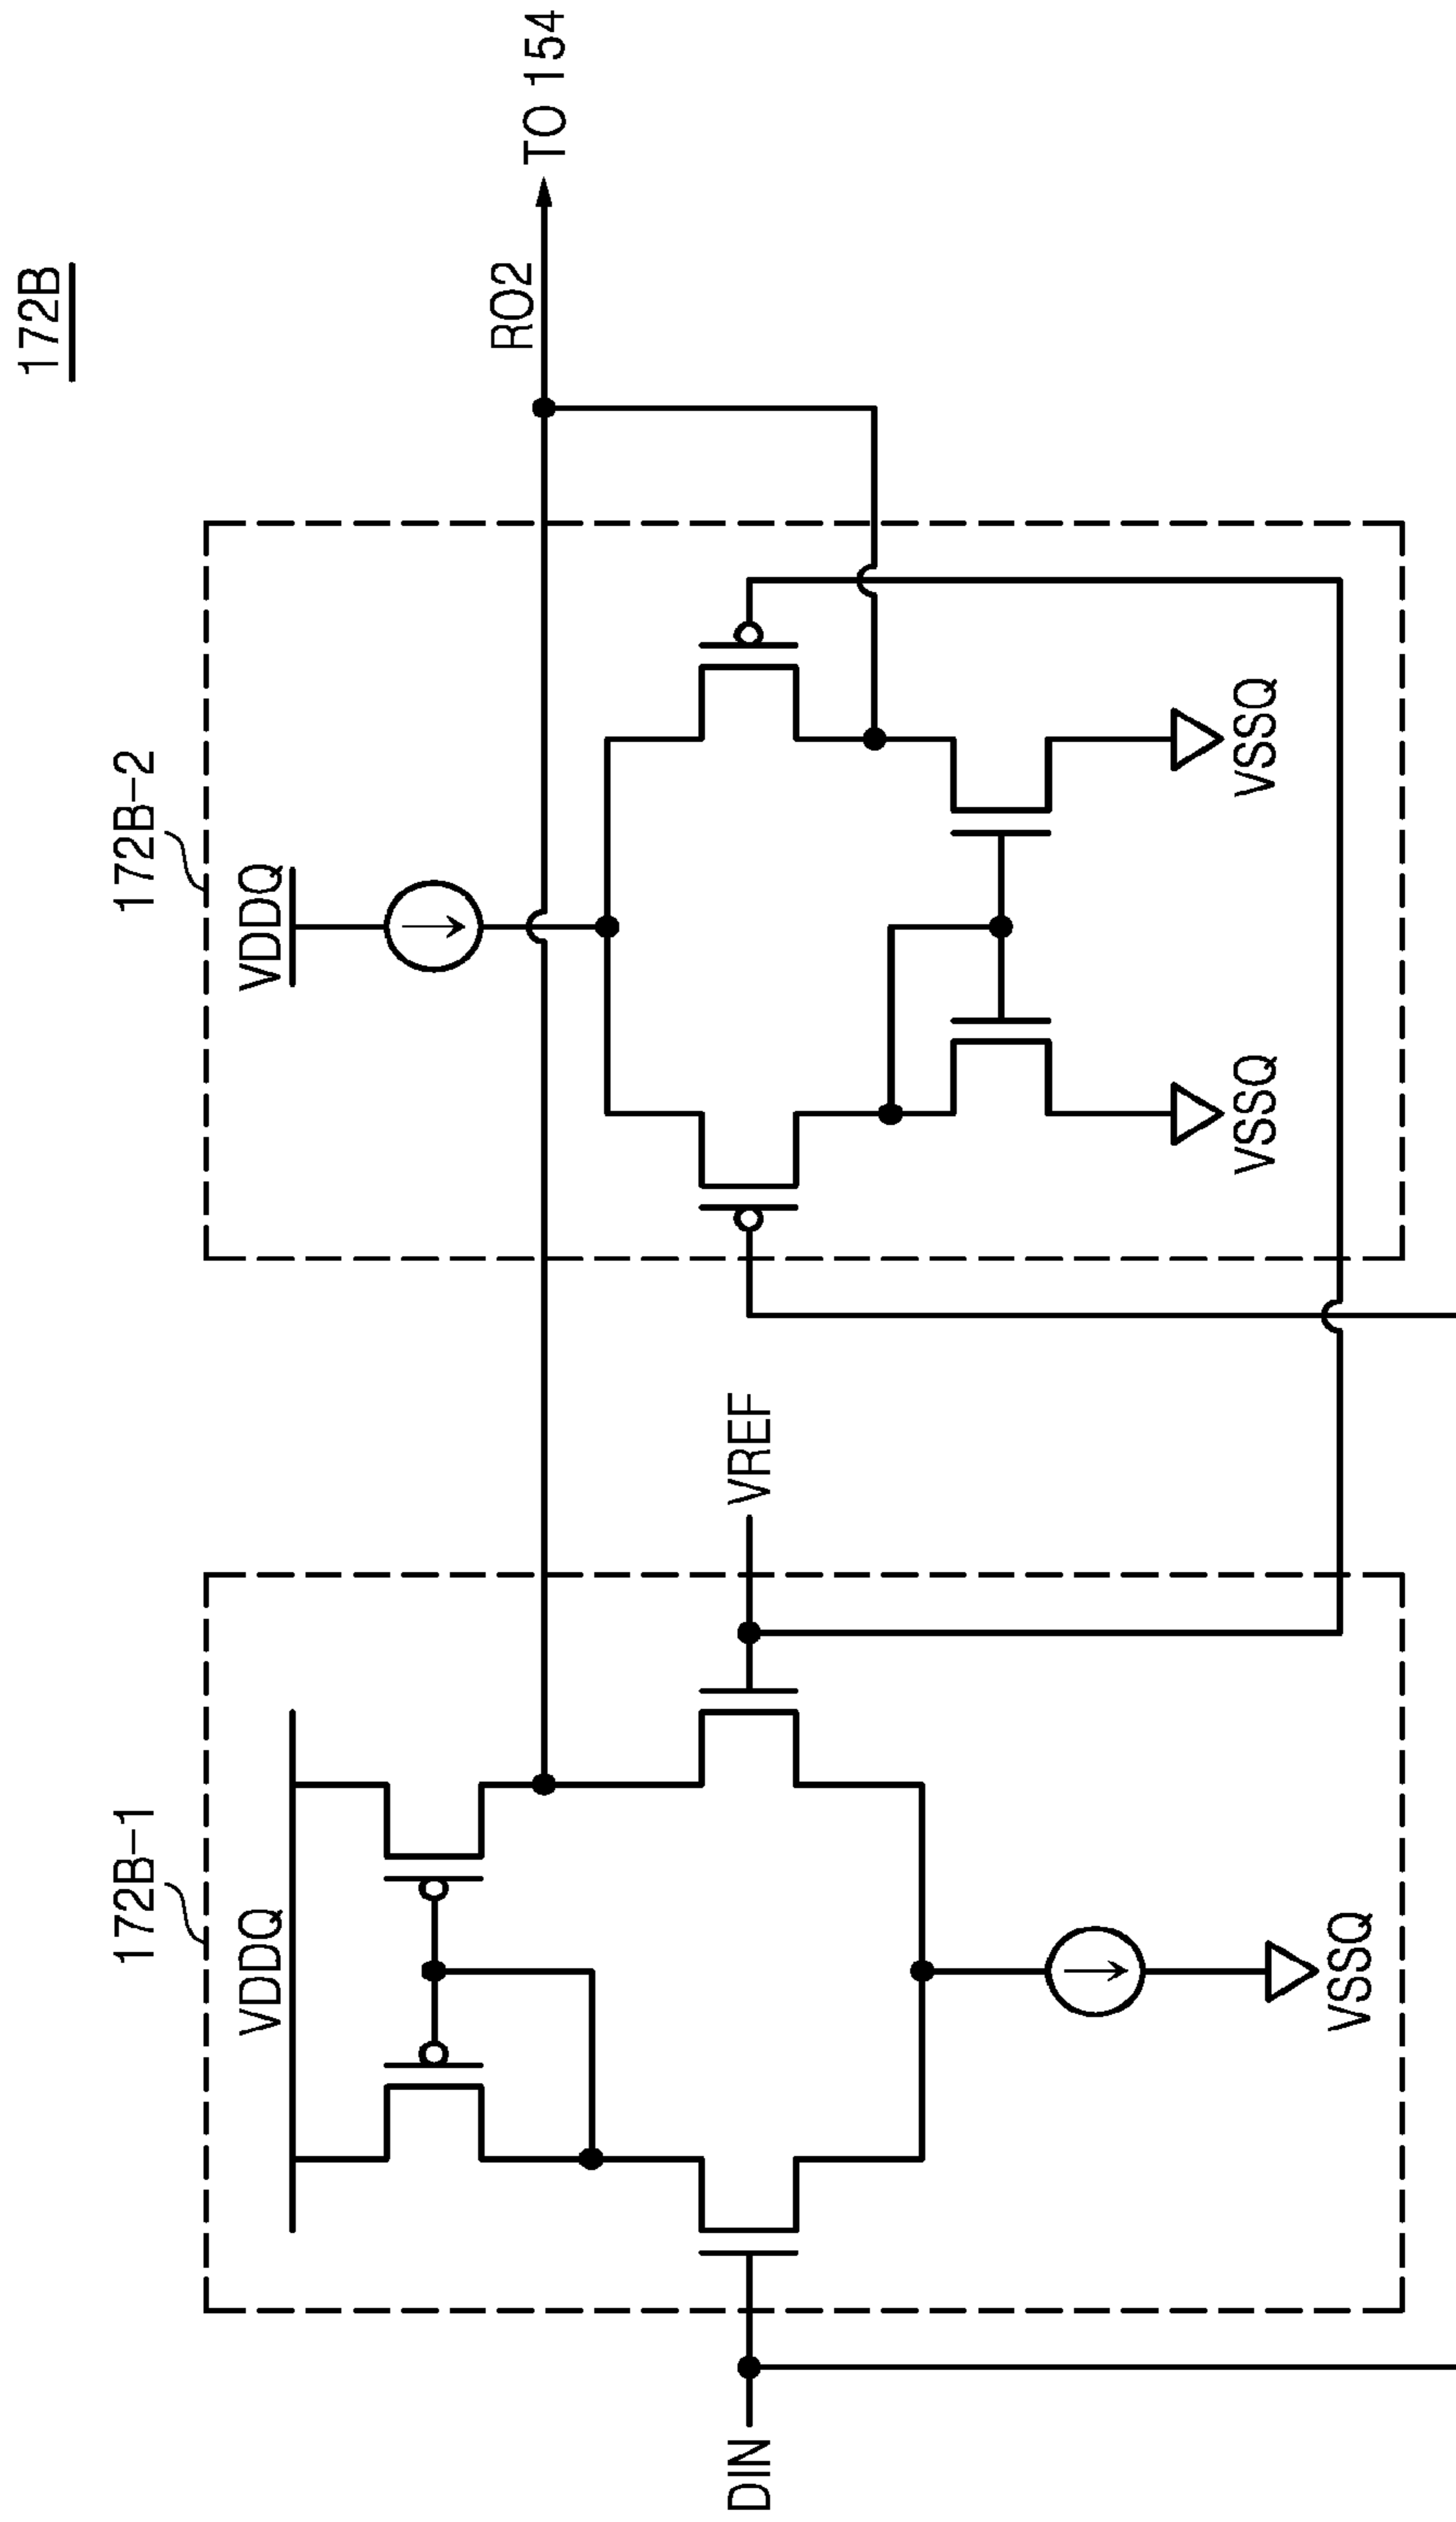 172B
172B-1
172B-2
VDDQ
VDDQ
RO2
TO 154
DIN
VREF
VSSQ
VSSQ
VSSQ